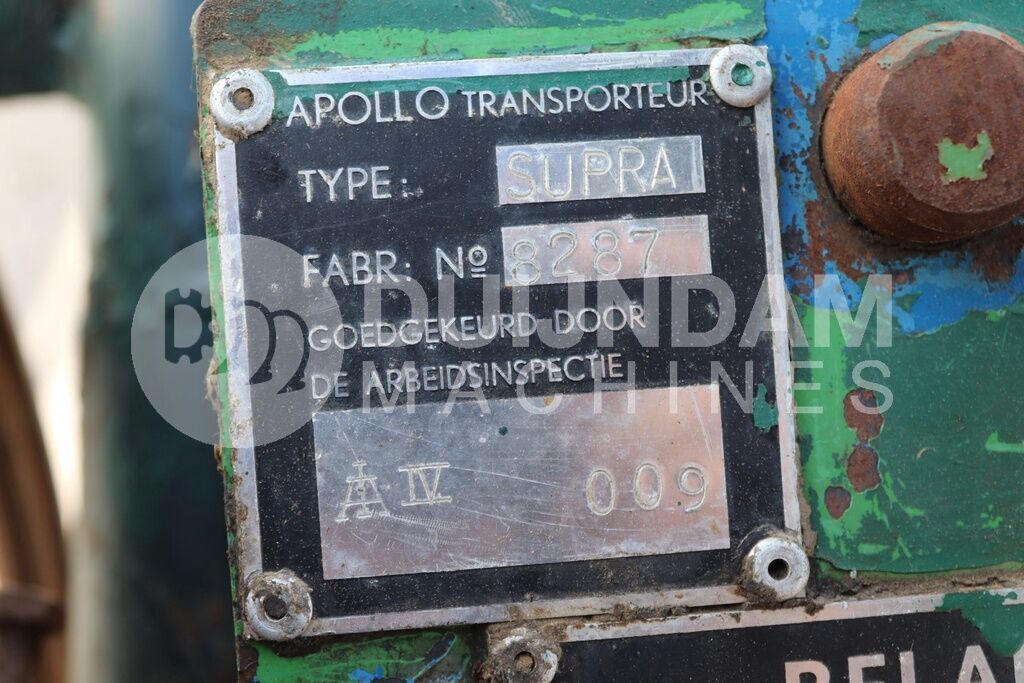 APOLLO TRANSPORTEUR
TYPE: SUPRA
FABR: Nº 8287
GOEDGEKEURD DOOR
DE ARBEIDSINSPECTIE
IV 009
DUIJNDAM
MACHINES